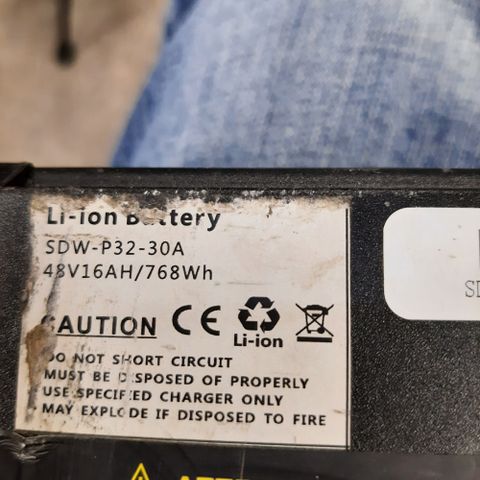 Li-ion Battery
SDW-P32-30A
48V16AH/768Wh
CAUTION CE
Li-ion
DO NOT SHORT CIRCUIT
MUST BE DISPOSED OF PROPERLY
USE SPECIFIED CHARGER ONLY
MAY EXPLODE IF DISPOSED TO FIRE
SD